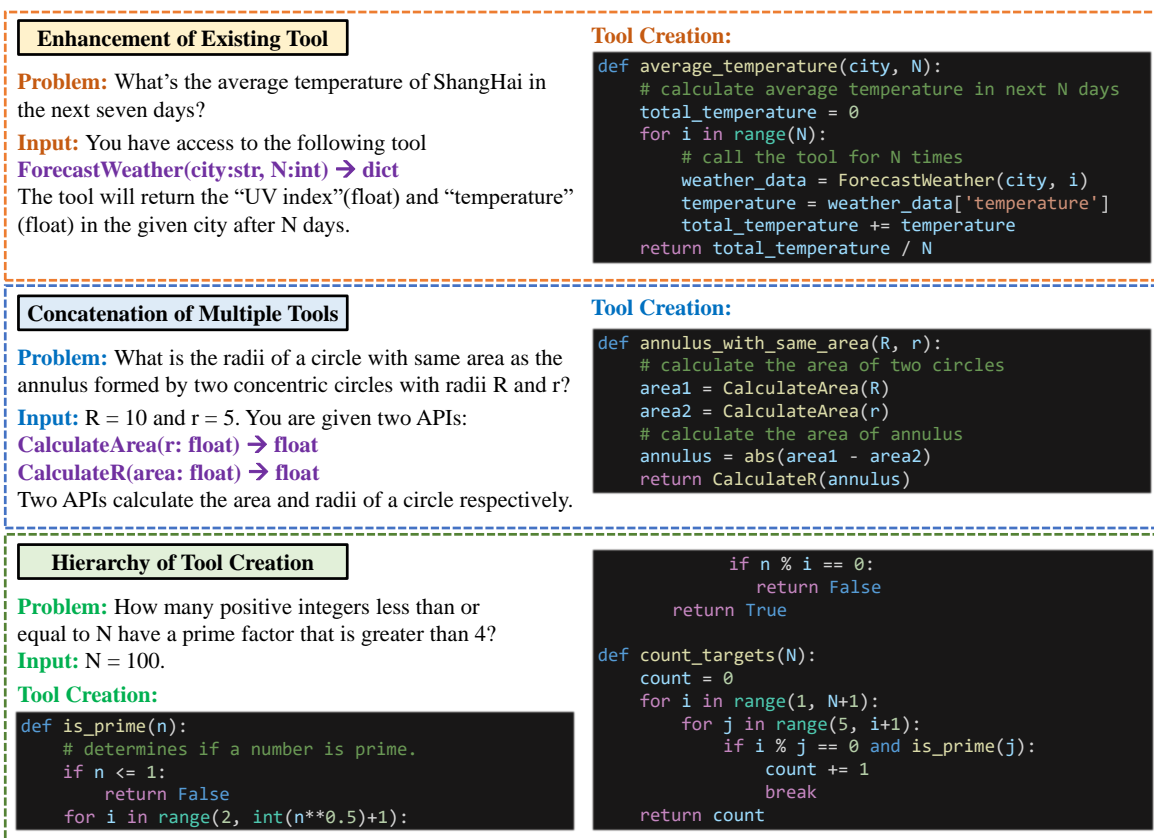 Enhancement of Existing Tool
Problem: What's the average temperature of ShangHai in
the next seven days?
Input: You have access to the following tool
ForecastWeather(city:str, N:int) → dict
The tool will return the “UV index”(float) and “temperature”
(float) in the given city after N days.
Tool Creation:
def average_temperature(city, N):
    # calculate average temperature in next N days
    total_temperature = 0
    for i in range(N):
        # call the tool for N times
        weather_data = ForecastWeather(city, i)
        temperature = weather_data['temperature']
        total_temperature += temperature
    return total_temperature / N
Concatenation of Multiple Tools
Problem: What is the radii of a circle with same area as the
annulus formed by two concentric circles with radii R and r?
Input: R = 10 and r = 5. You are given two APIs:
CalculateArea(r: float) → float
CalculateR(area: float) → float
Two APIs calculate the area and radii of a circle respectively.
Tool Creation:
def annulus_with_same_area(R, r):
    # calculate the area of two circles
    area1 = CalculateArea(R)
    area2 = CalculateArea(r)
    # calculate the area of annulus
    annulus = abs(area1 - area2)
    return CalculateR(annulus)
Hierarchy of Tool Creation
Problem: How many positive integers less than or
equal to N have a prime factor that is greater than 4?
Input: N = 100.
Tool Creation:
def is_prime(n):
    # determines if a number is prime.
    if n <= 1:
        return False
    for i in range(2, int(n**0.5)+1):
            if n % i == 0:
                return False
        return True
def count_targets(N):
    count = 0
    for i in range(1, N+1):
        for j in range(5, i+1):
            if i % j == 0 and is_prime(j):
                count += 1
                break
    return count